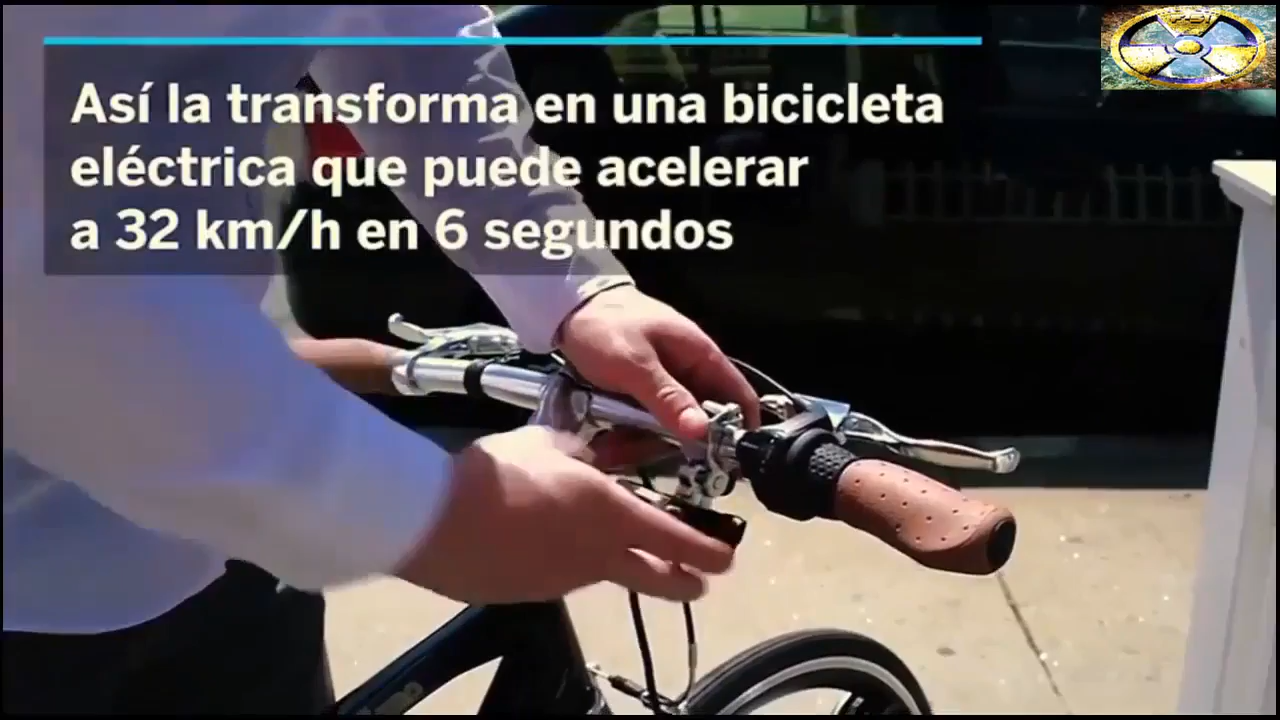 Así la transforma en una bicicleta
eléctrica que puede acelerar
a 32 km/h en 6 segundos